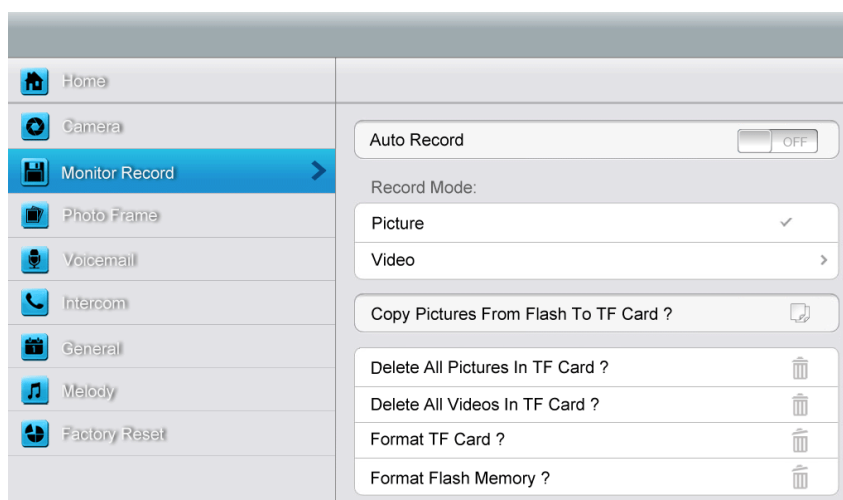 Home
Camera
Monitor Record
Photo Frame
Voicemail
Intercom
General
1
Melody
Factory Reset
Auto Record
OFF
Record Mode:
Picture
Video
Copy Pictures From Flash To TF Card ?
Delete All Pictures In TF Card ?
Delete All Videos In TF Card ?
Format TF Card ?
Format Flash Memory ?